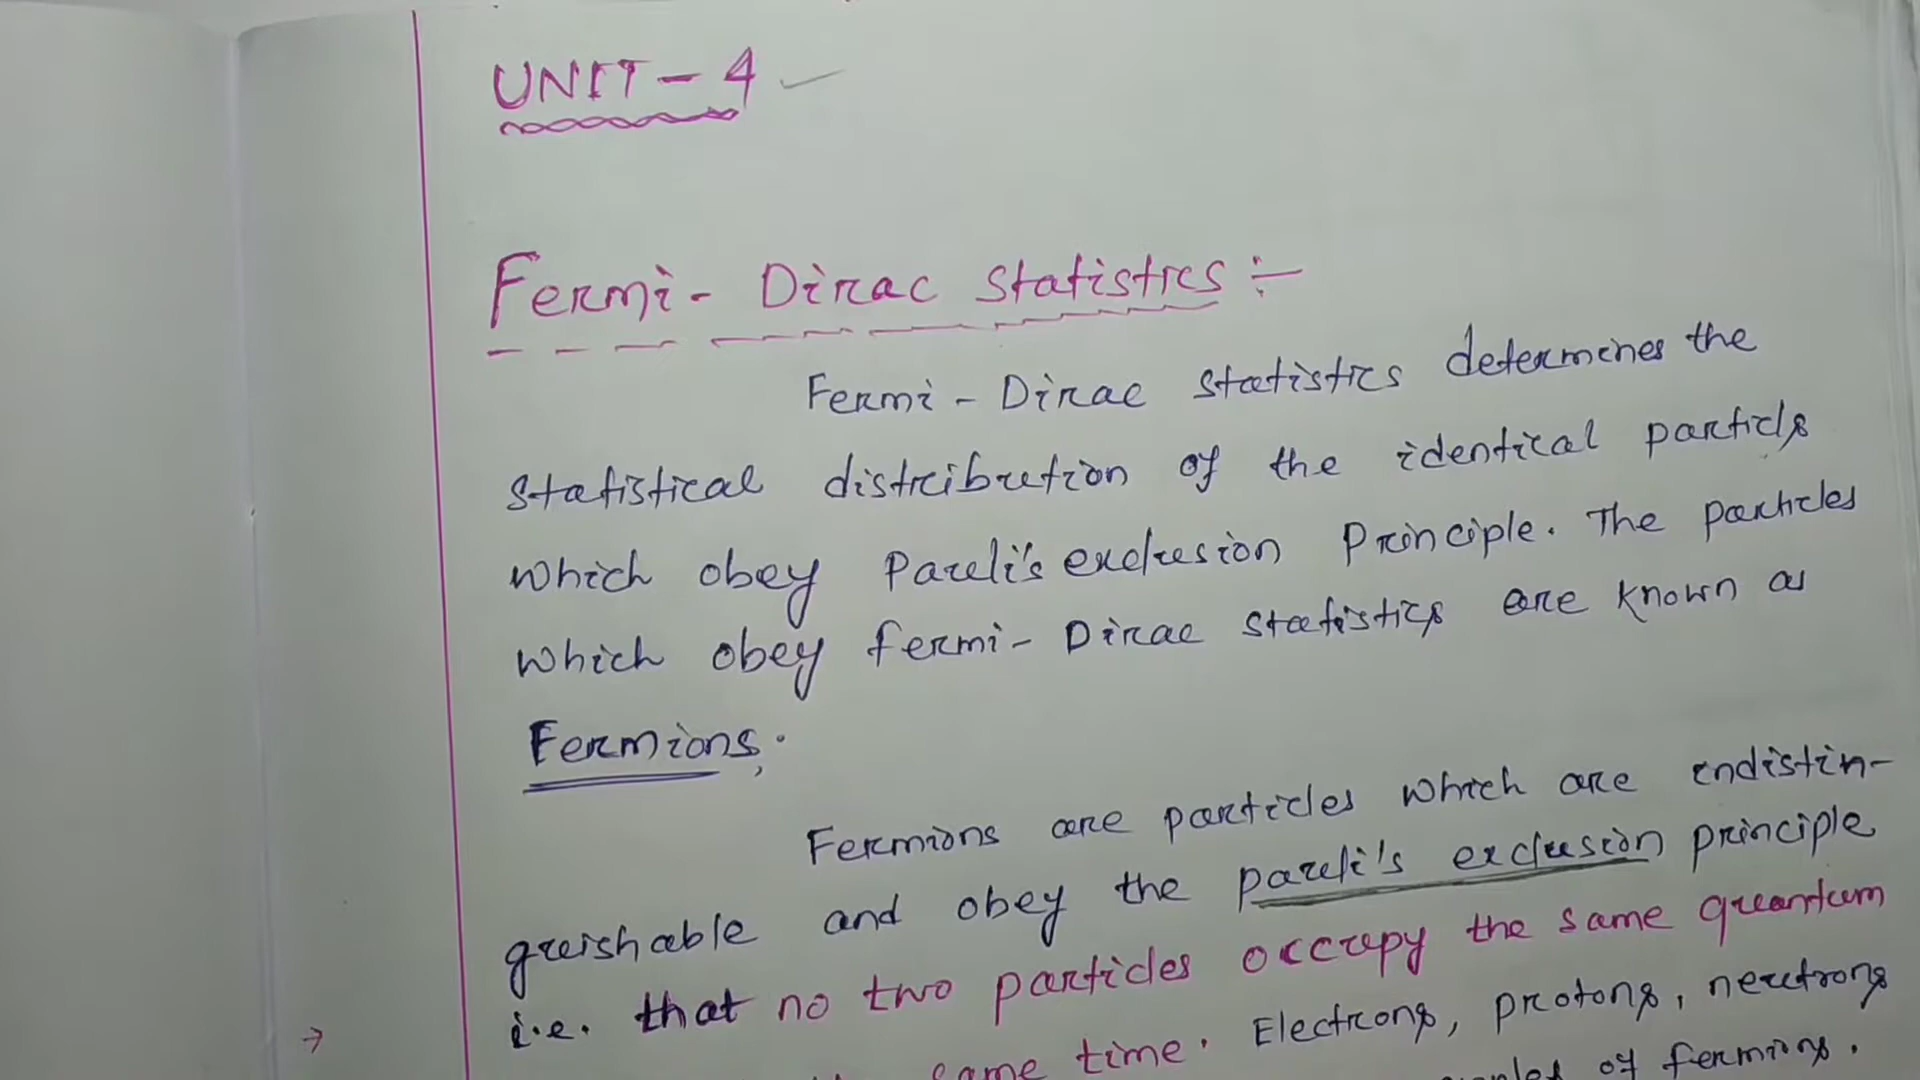 UNIT - 4
Fermi - Dirac Statistics :-
Fermi - Dirac Statistics determines the
Statistical distribution of the identical particls
which obey Pauli's exclusion Principle. The particles
which obey fermi - Dirac Statistics are known as
Fermions.
Fermions are particles which are indistin-
guishable and obey the pauli's exclusion principle
i.e. that no two particles occupy the same quantum
same time. Electrons, protons, neutrons
of fermions.